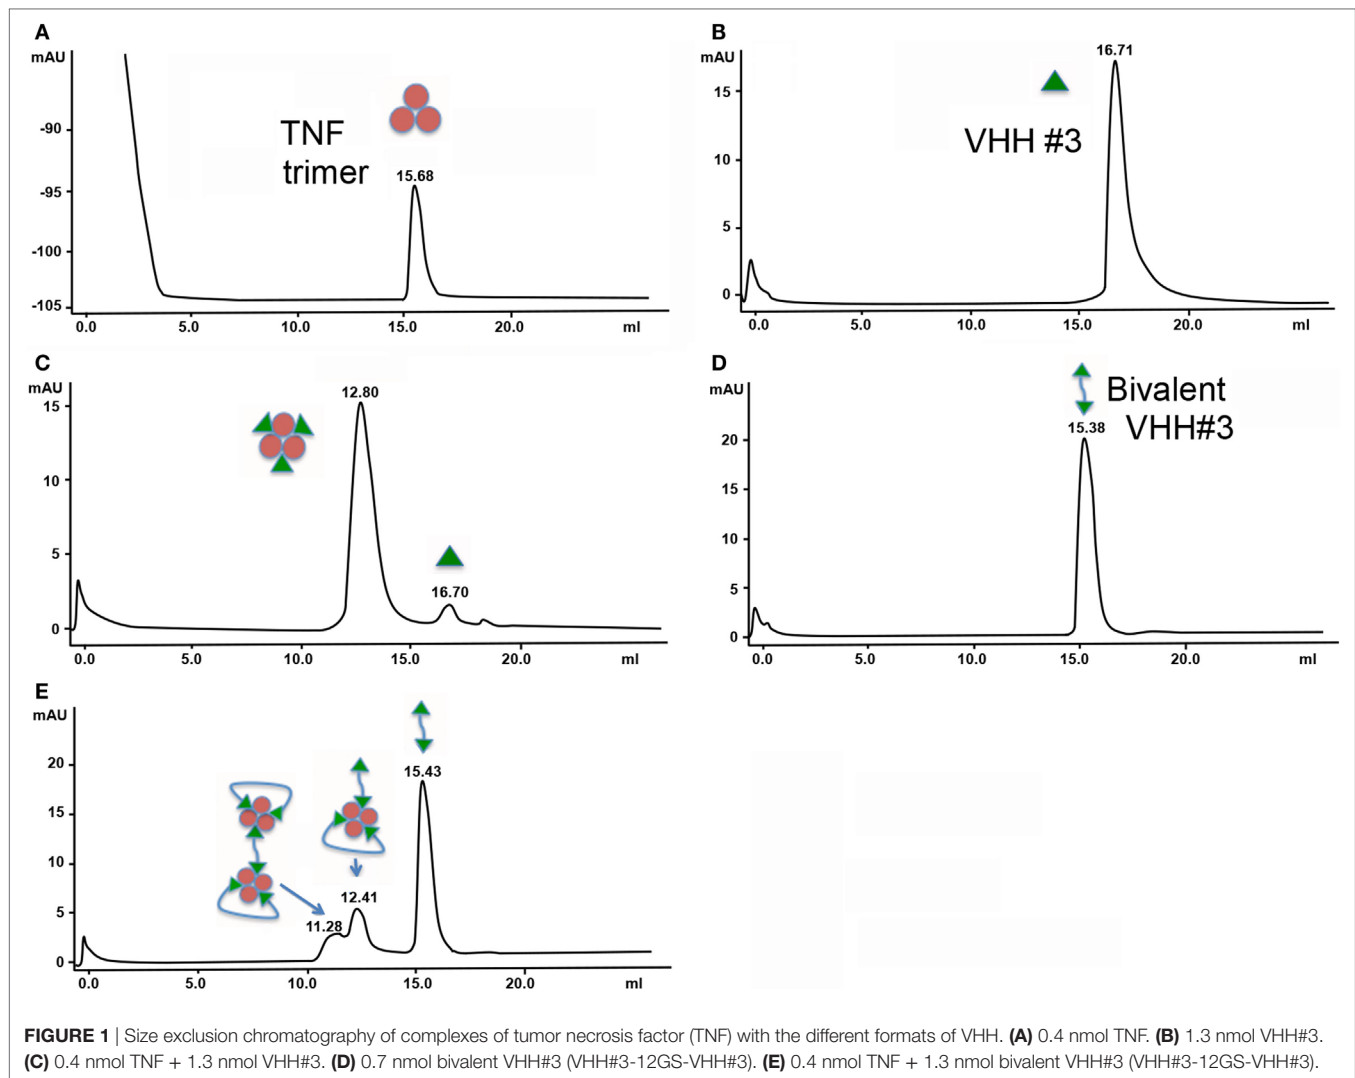 A
mAU
-90
-95
-100
-105
TNF
trimer
15.68
0.0 5.0 10.0 15.0 20.0 ml
B
mAU
15
10
5
0
16.71
VHH #3
0.0 5.0 10.0 15.0 20.0 ml
C
mAU
15
10
5
0
12.80
16.70
0.0 5.0 10.0 15.0 20.0 ml
D
mAU
20
15
10
5
0
Bivalent
VHH#3
15.38
0.0 5.0 10.0 15.0 20.0 ml
E
mAU
20
15
10
5
0
15.43
12.41
11.28
0.0 5.0 10.0 15.0 20.0 ml
FIGURE 1 | Size exclusion chromatography of complexes of tumor necrosis factor (TNF) with the different formats of VHH. (A) 0.4 nmol TNF. (B) 1.3 nmol VHH#3.
(C) 0.4 nmol TNF + 1.3 nmol VHH#3. (D) 0.7 nmol bivalent VHH#3 (VHH#3-12GS-VHH#3). (E) 0.4 nmol TNF + 1.3 nmol bivalent VHH#3 (VHH#3-12GS-VHH#3).